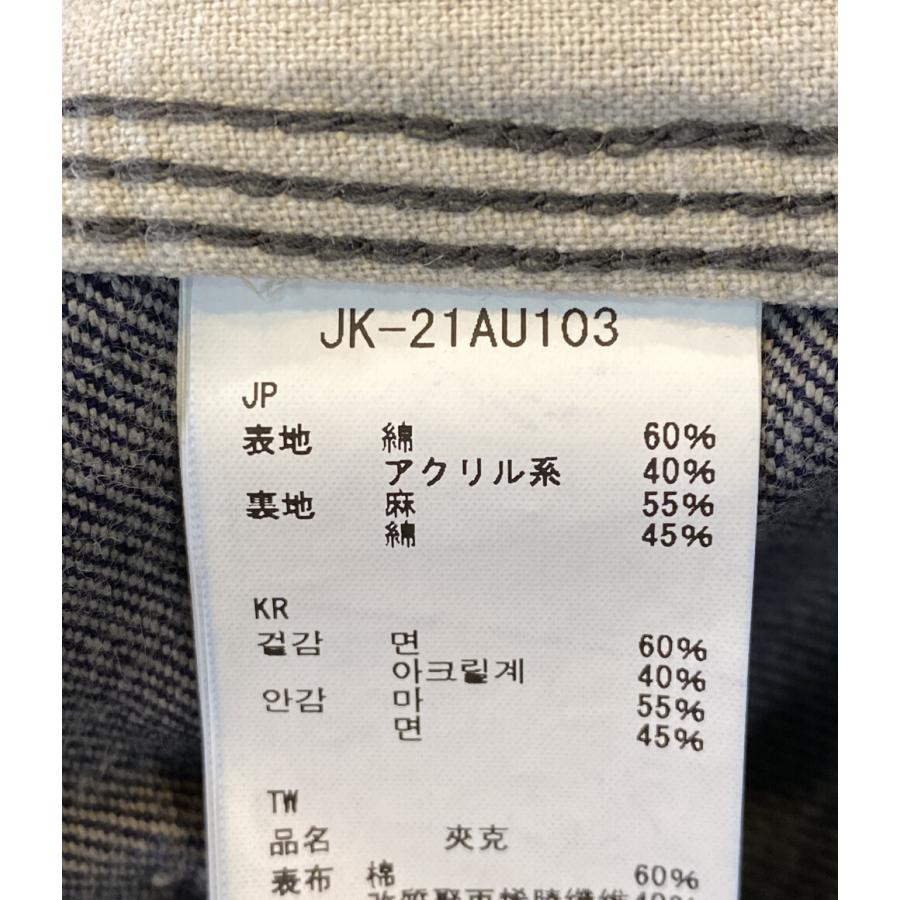 JK-21AU103
JP
表地 綿 60%
アクリル系 40%
裏地 麻 55%
綿 45%
KR
겉감 면 60%
아크릴계 40%
안감 마 55%
면 45%
TW
品名 夾克
表布 棉 60%